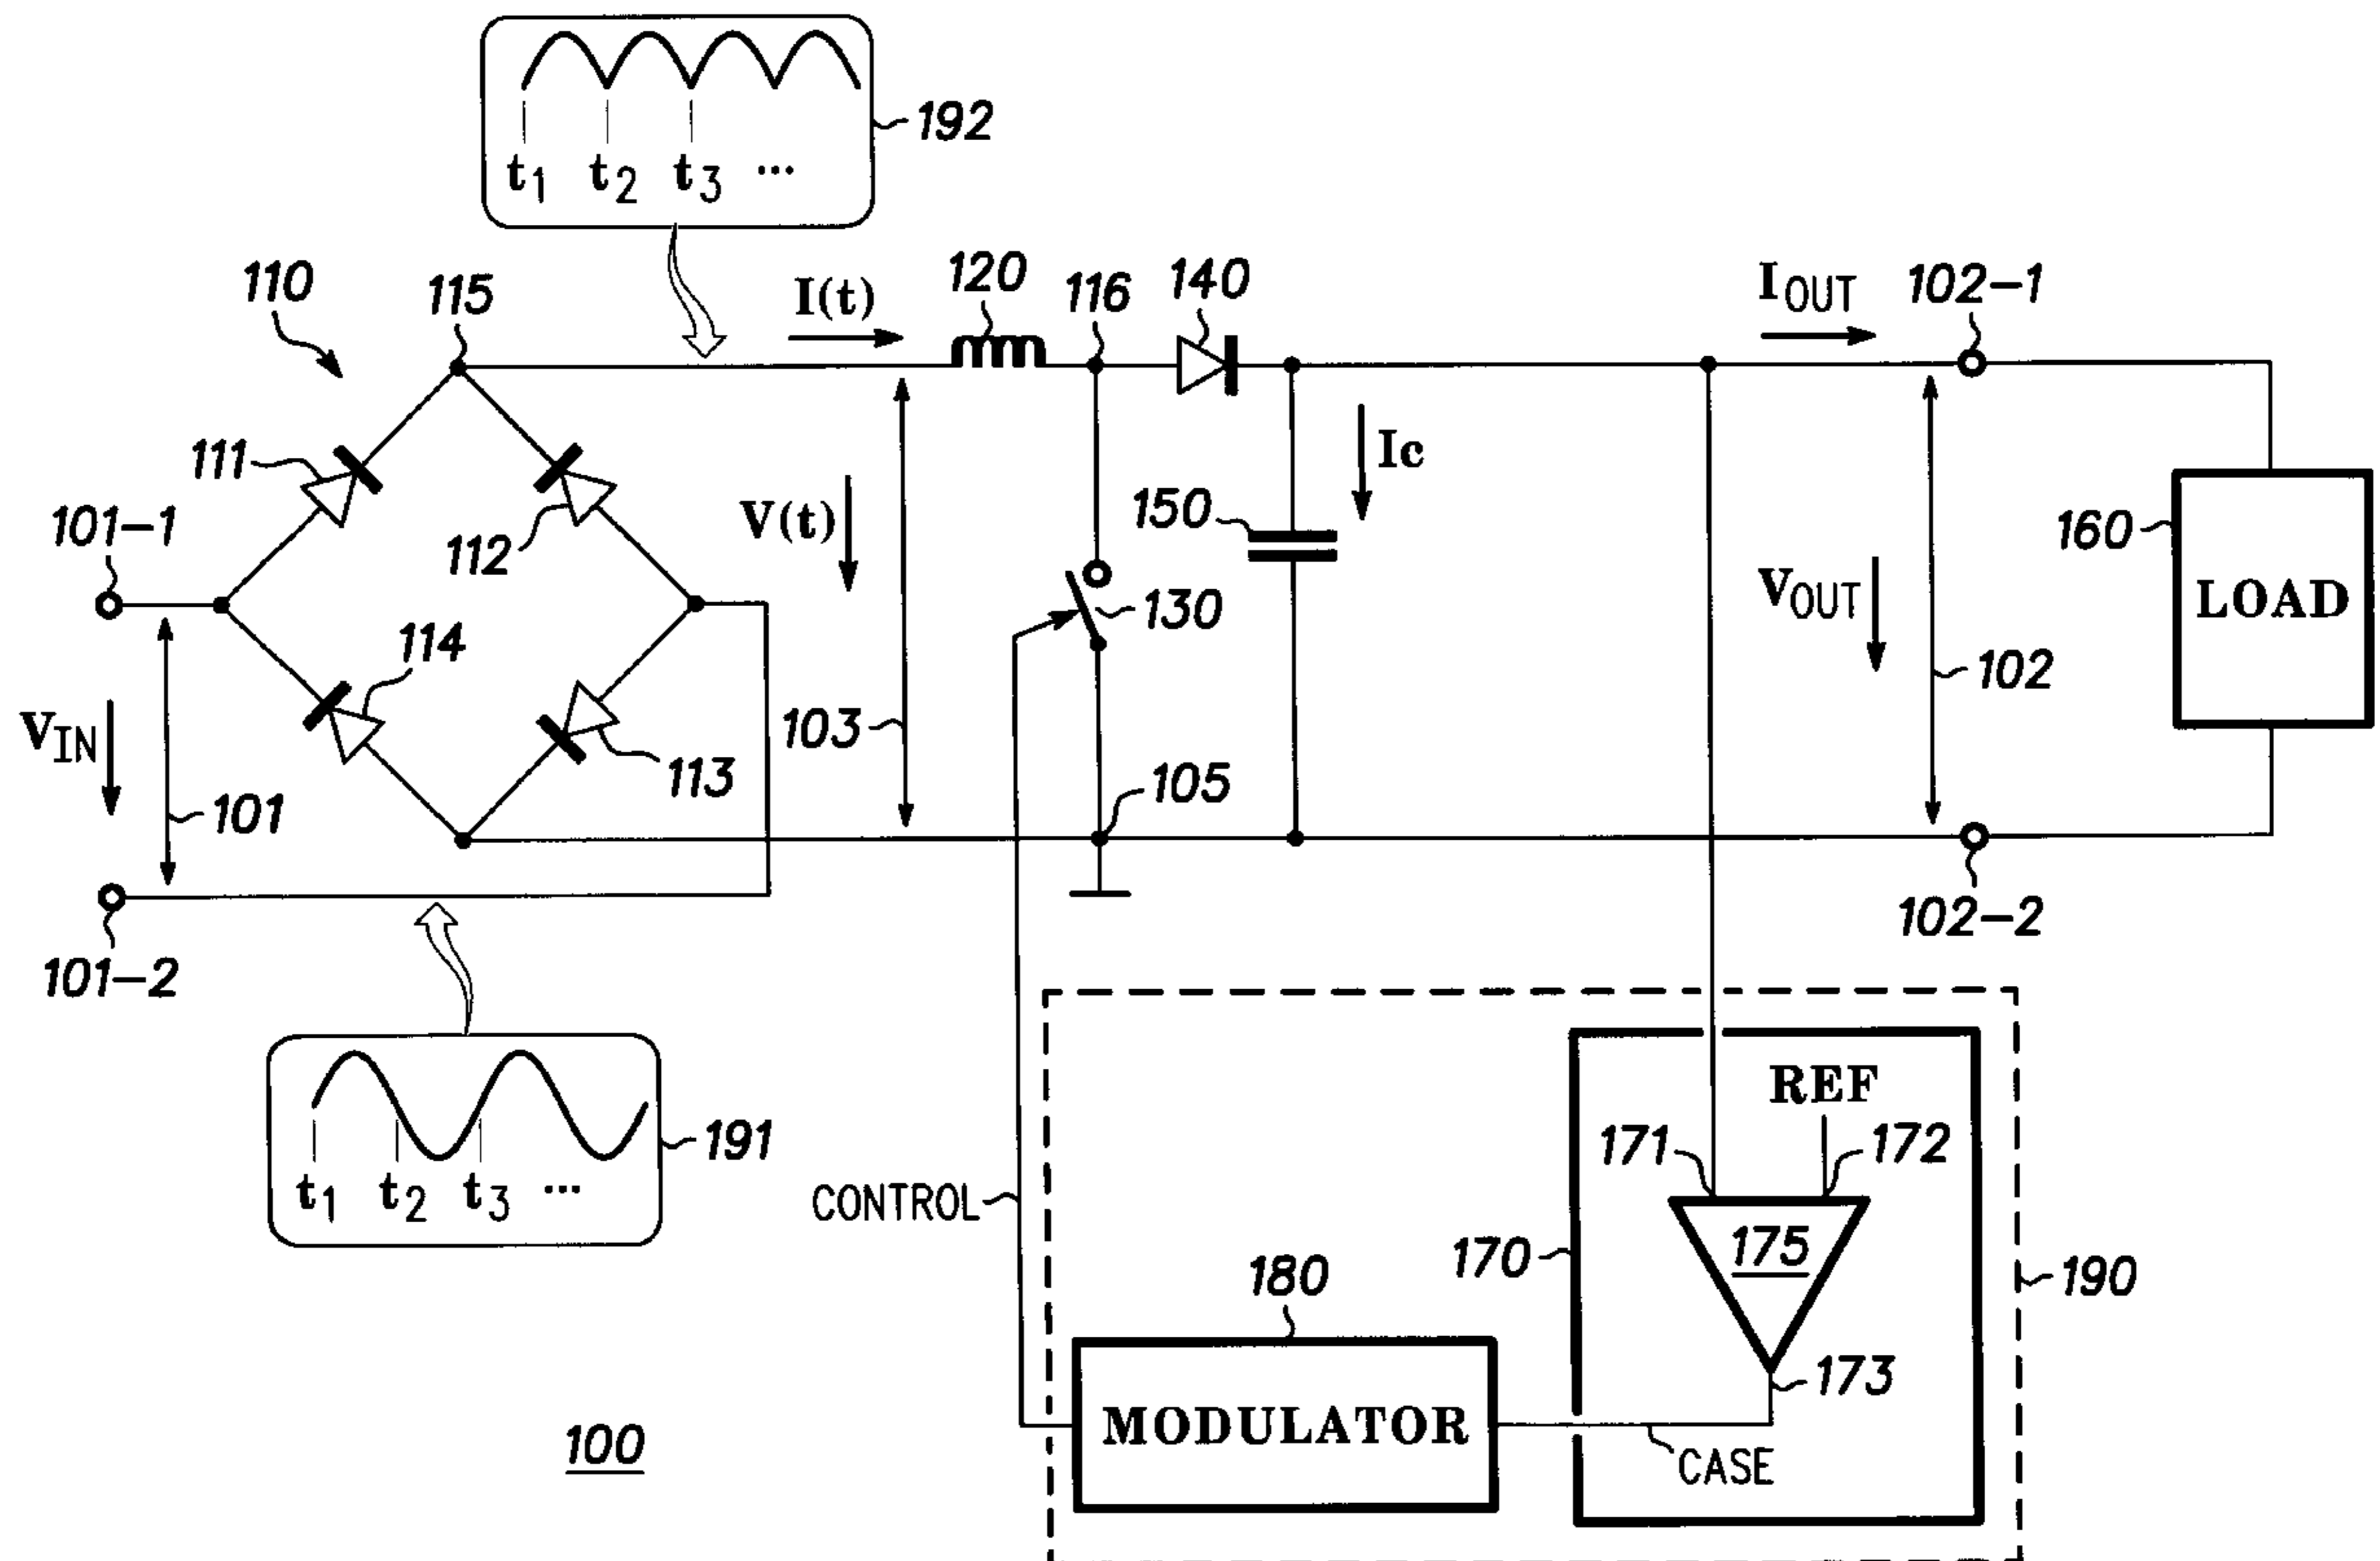 192
t1 t2 t3 ...
110
115
I(t)
120
116
140
IOUT
102-1
111
112
101-1
V(t)
150
Ic
160
LOAD
130
VOUT
114
VIN
101
113
103
105
102
102-2
101-2
191
t1 t2 t3 ...
REF
171
172
CONTROL
175
170
180
190
173
MODULATOR
CASE
100